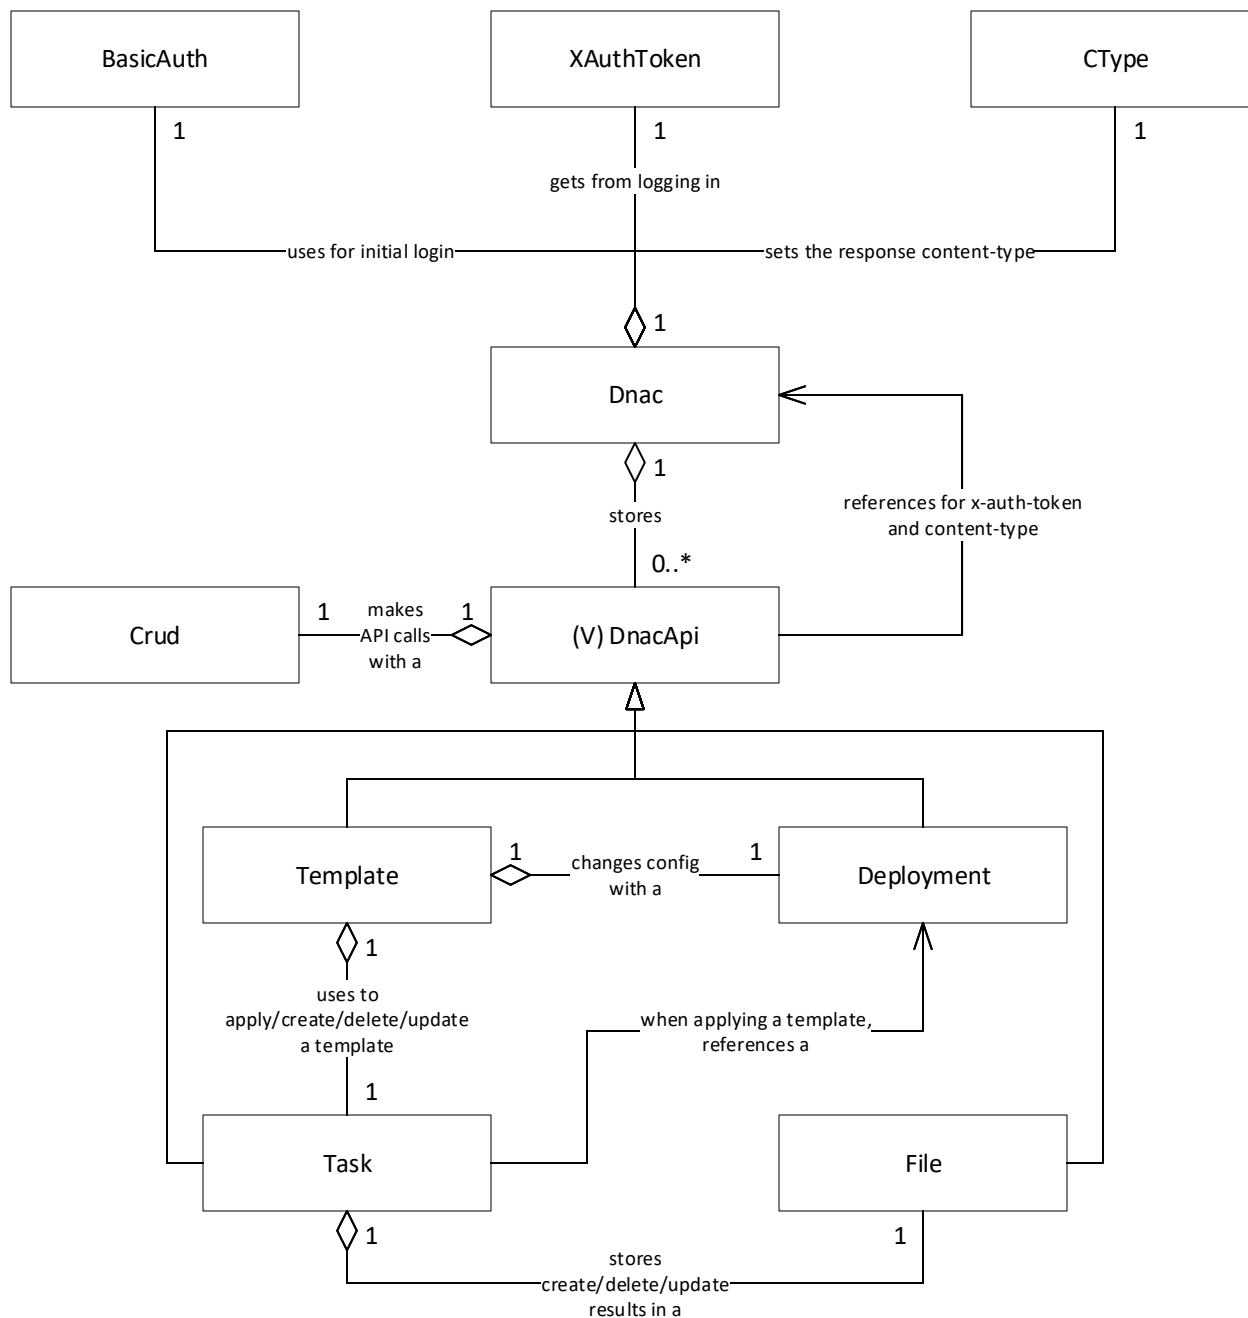 BasicAuth
XAuthToken
CType
1
1
1
gets from logging in
uses for initial login
sets the response content-type
1
Dnac
1
references for x-auth-token
and content-type
stores
0..*
Crud
1
makes
API calls
with a
1
(V) DnacApi
Template
1
changes config
with a
1
Deployment
1
uses to
apply/create/delete/update
a template
when applying a template,
references a
1
Task
File
1
1
stores
create/delete/update
results in a